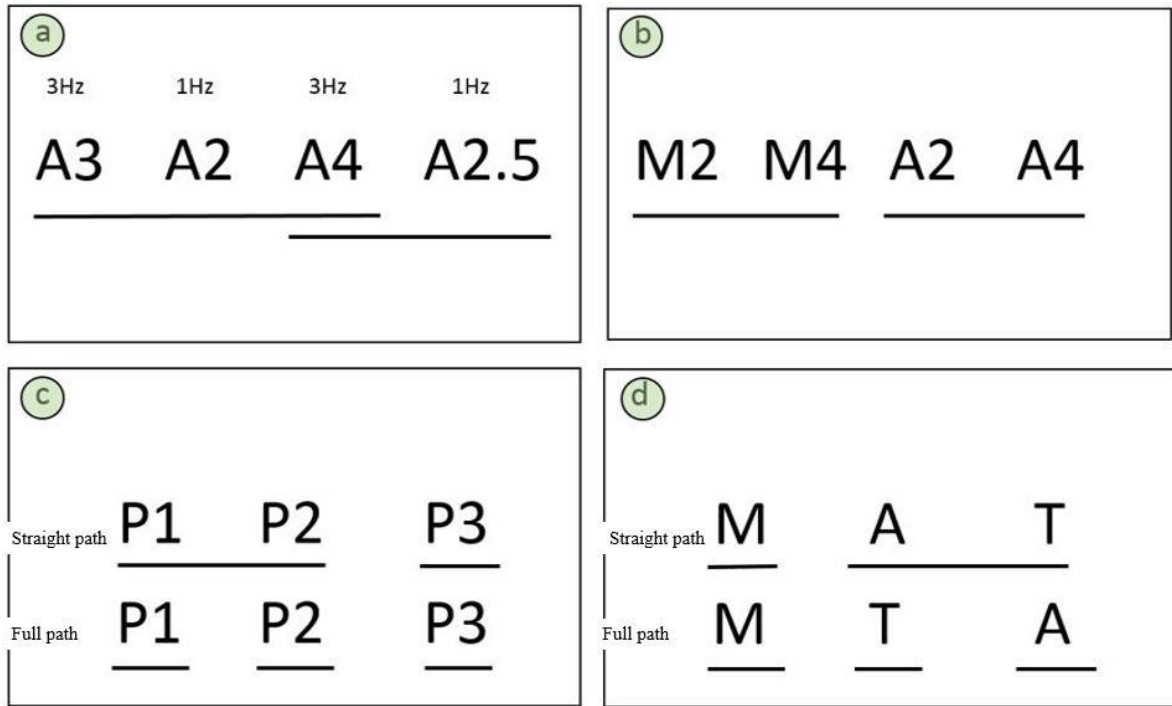 a
3Hz 1Hz 3Hz 1Hz
A3 A2 A4 A2.5
b
M2 M4 A2 A4
c
Straight path P1 P2 P3
Full path P1 P2 P3
d
Straight path M A T
Full path M T A